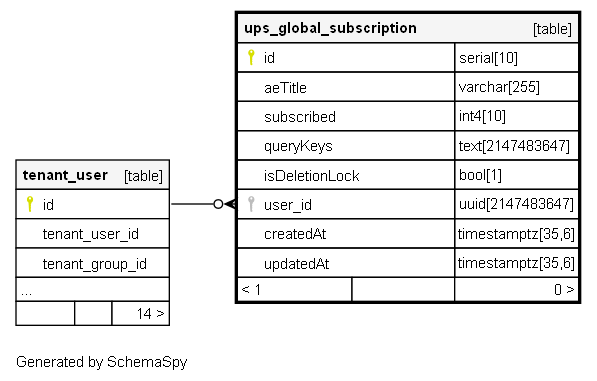 ups_global_subscription [table]
id serial[10]
aeTitle varchar[255]
subscribed int4[10]
queryKeys text[2147483647]
isDeletionLock bool[1]
user_id uuid[2147483647]
createdAt timestamptz[35,6]
updatedAt timestamptz[35,6]
< 1 0 >
tenant_user [table]
id
tenant_user_id
tenant_group_id
...
14 >
Generated by SchemaSpy